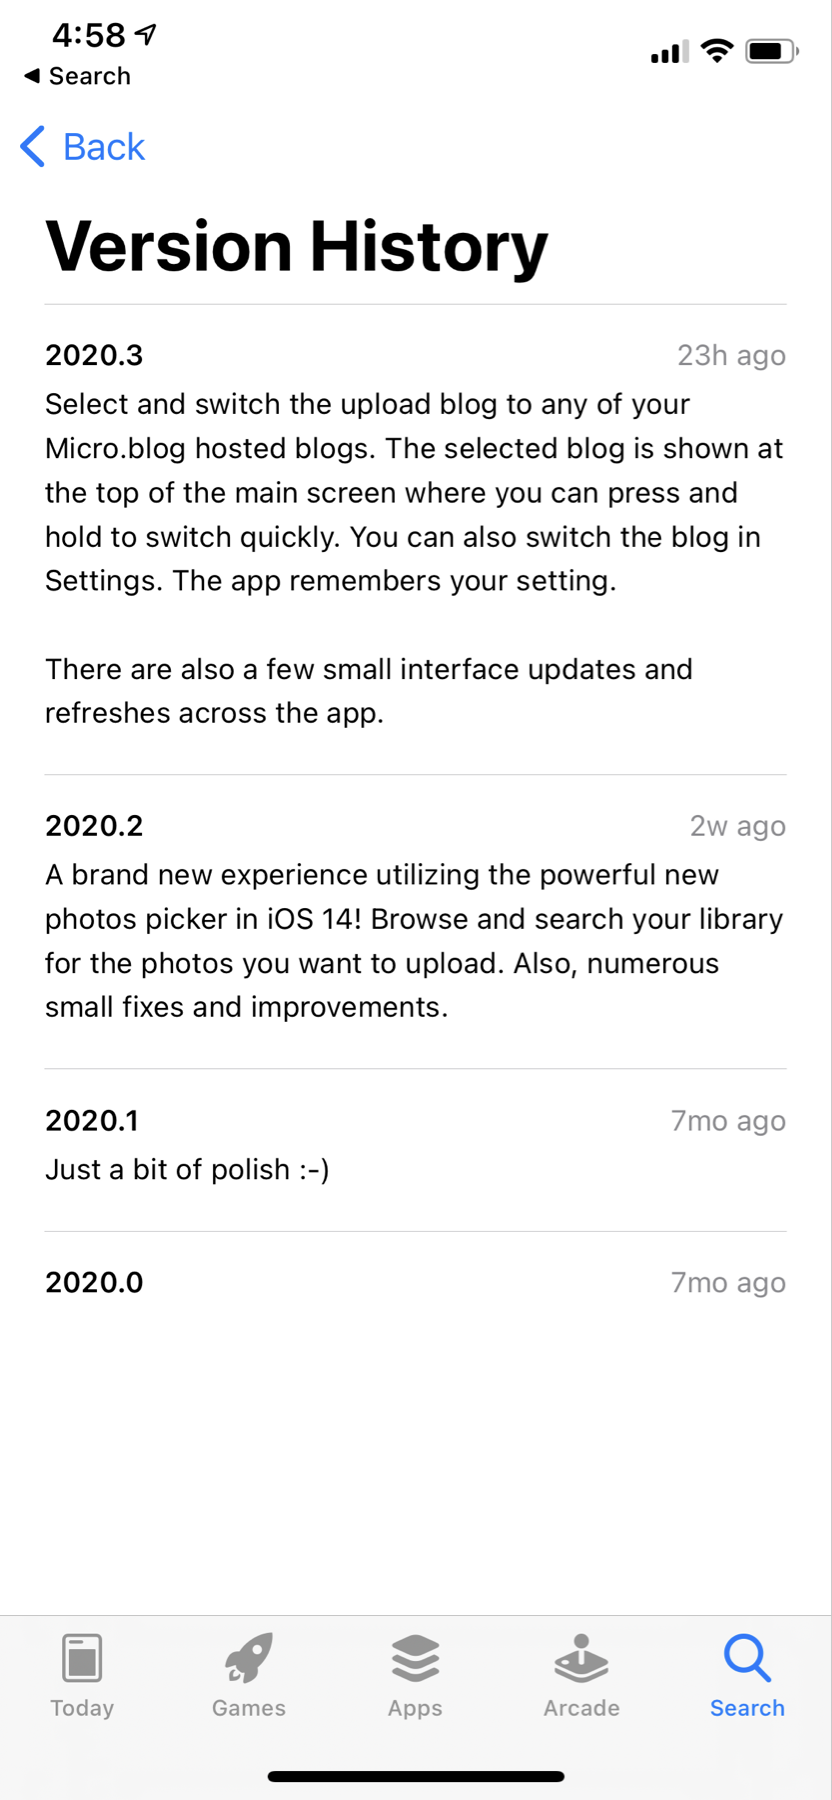 4:58
Search
Back
Version History
2020.3
23h ago
Select and switch the upload blog to any of your
Micro.blog hosted blogs. The selected blog is shown at
the top of the main screen where you can press and
hold to switch quickly. You can also switch the blog in
Settings. The app remembers your setting.
There are also a few small interface updates and
refreshes across the app.
2020.2
2w ago
A brand new experience utilizing the powerful new
photos picker in iOS 14! Browse and search your library
for the photos you want to upload. Also, numerous
small fixes and improvements.
2020.1
7mo ago
Just a bit of polish :-)
2020.0
7mo ago
Today
Games
Apps
Arcade
Search